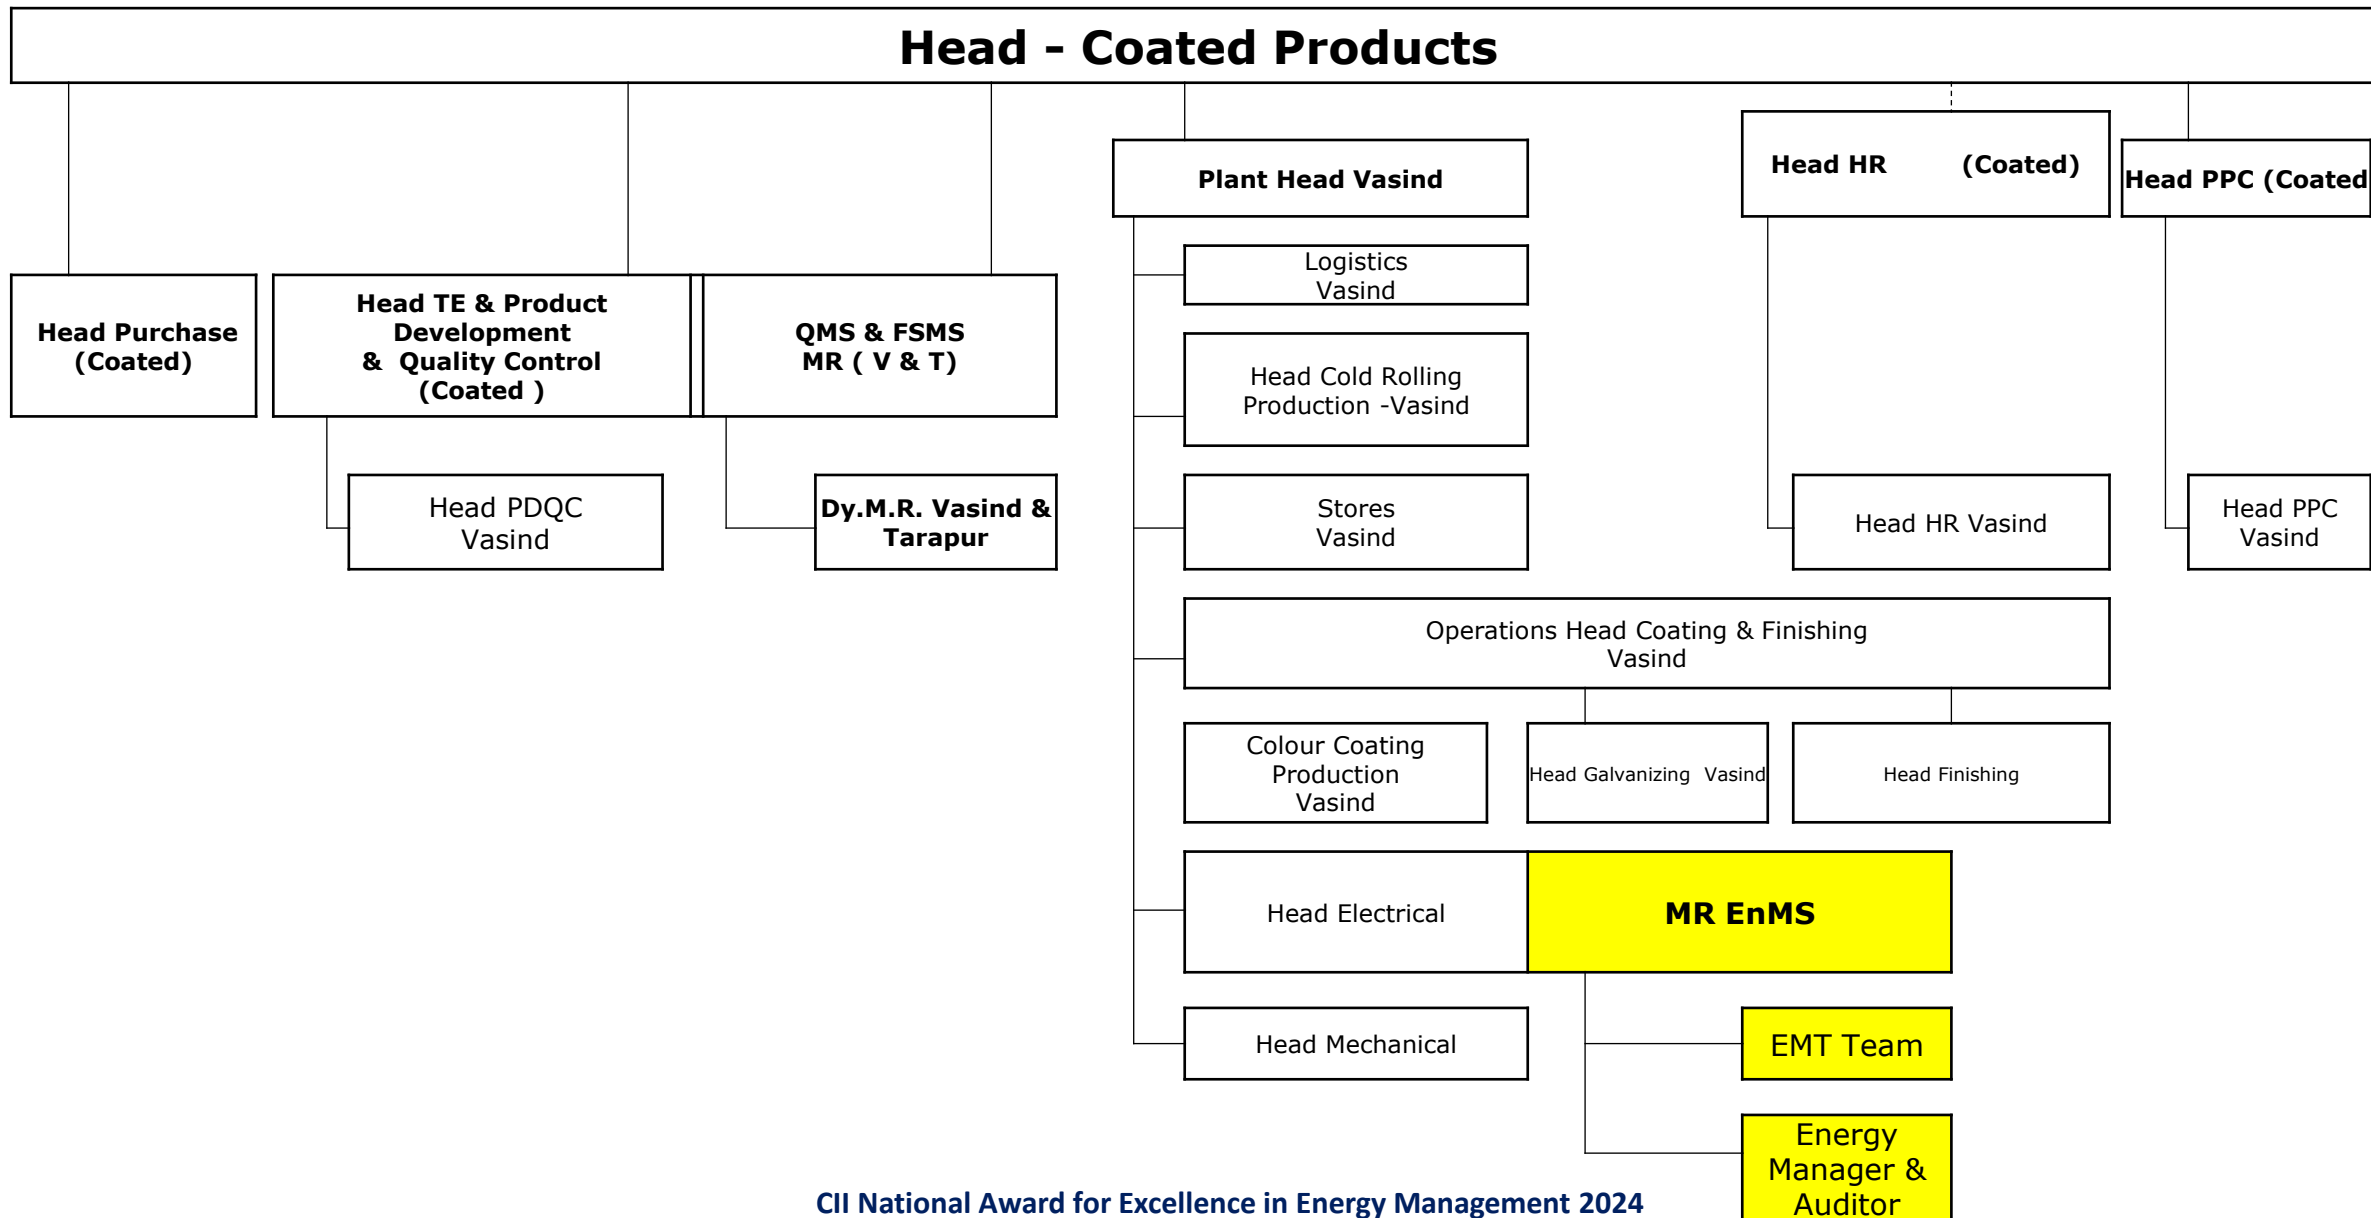 Head - Coated Products
Plant Head Vasind
Head HR (Coated)
Head PPC (Coated
Logistics
Vasind
Head Purchase
(Coated)
Head TE & Product
Development
& Quality Control
(Coated )
QMS & FSMS
MR ( V & T)
Head Cold Rolling
Production -Vasind
Head PDQC
Vasind
Dy.M.R. Vasind &
Tarapur
Stores
Vasind
Head HR Vasind
Head PPC
Vasind
Operations Head Coating & Finishing
Vasind
Colour Coating
Production
Vasind
Head Galvanizing Vasind
Head Finishing
Head Electrical
MR EnMS
Head Mechanical
EMT Team
Energy
Manager &
Auditor
CII National Award for Excellence in Energy Management 2024